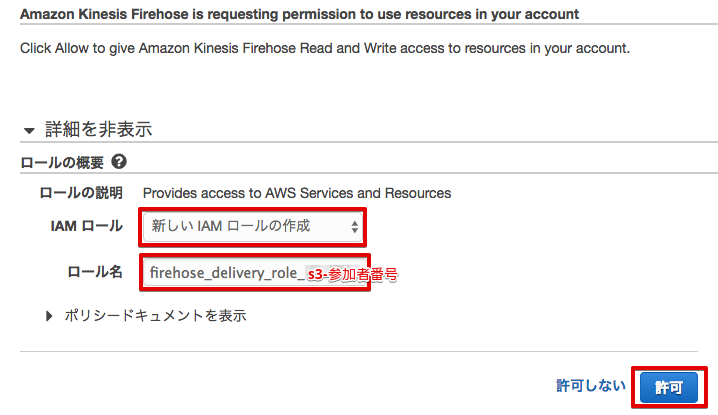 Amazon Kinesis Firehose is requesting permission to use resources in your account
Click Allow to give Amazon Kinesis Firehose Read and Write access to resources in your account.
詳細を非表示
ロールの概要 ?
ロールの説明 Provides access to AWS Services and Resources
IAM ロール 新しい IAM ロールの作成
ロール名 firehose_delivery_role_ s3-参加者番号
ポリシードキュメントを表示
許可しない 許可